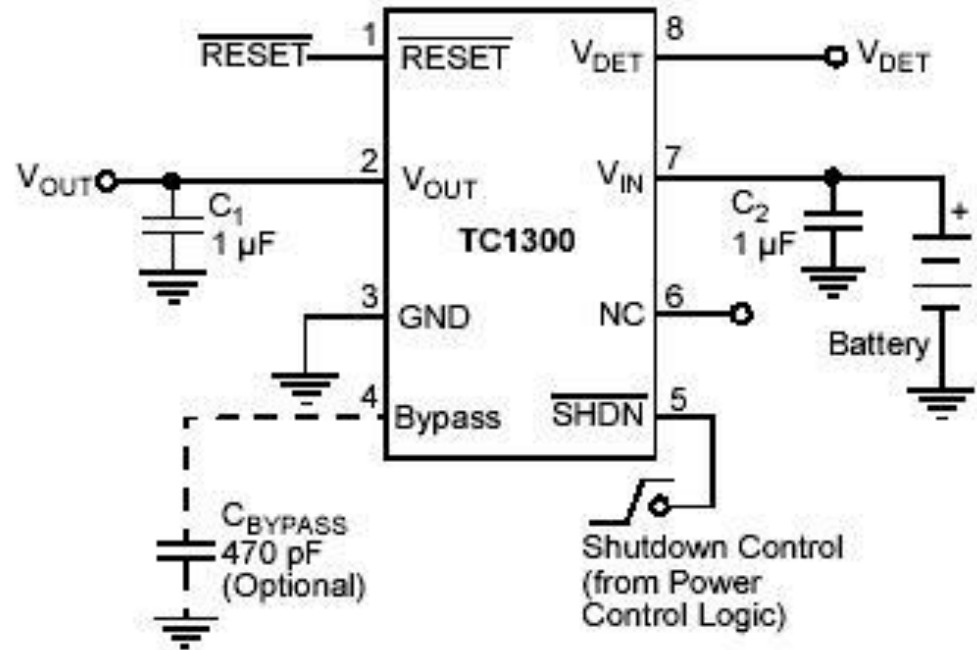 1
8
RESET
RESET
VDET
VDET
2
7
VOUT
VOUT
VIN
C1
1 µF
C2
1 µF
+
TC1300
3
6
GND
NC
Battery
4
5
Bypass
SHDN
CBYPASS
470 pF
(Optional)
Shutdown Control
(from Power
Control Logic)